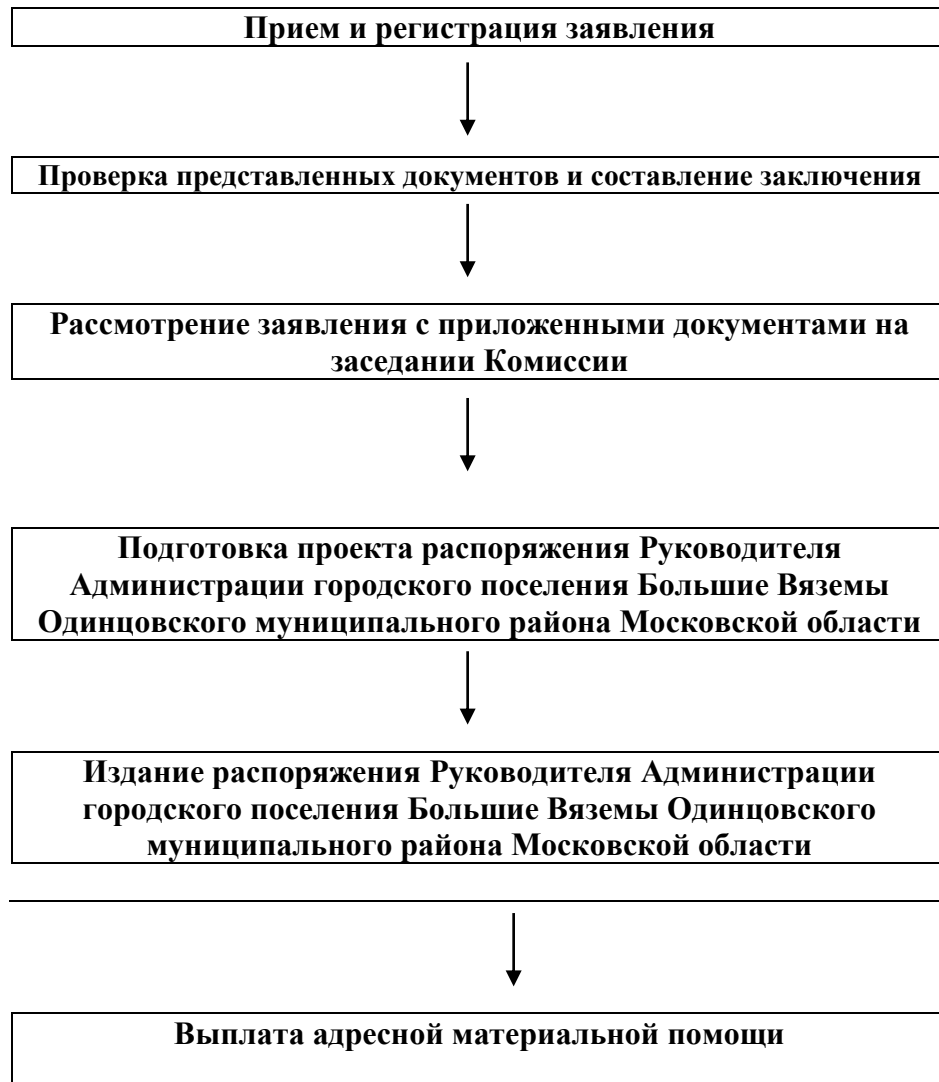 Прием и регистрация заявления
Проверка представленных документов и составление заключения
Рассмотрение заявления с приложенными документами на
заседании Комиссии
Подготовка проекта распоряжения Руководителя
Администрации городского поселения Большие Вяземы
Одинцовского муниципального района Московской области
Издание распоряжения Руководителя Администрации
городского поселения Большие Вяземы Одинцовского
муниципального района Московской области
Выплата адресной материальной помощи